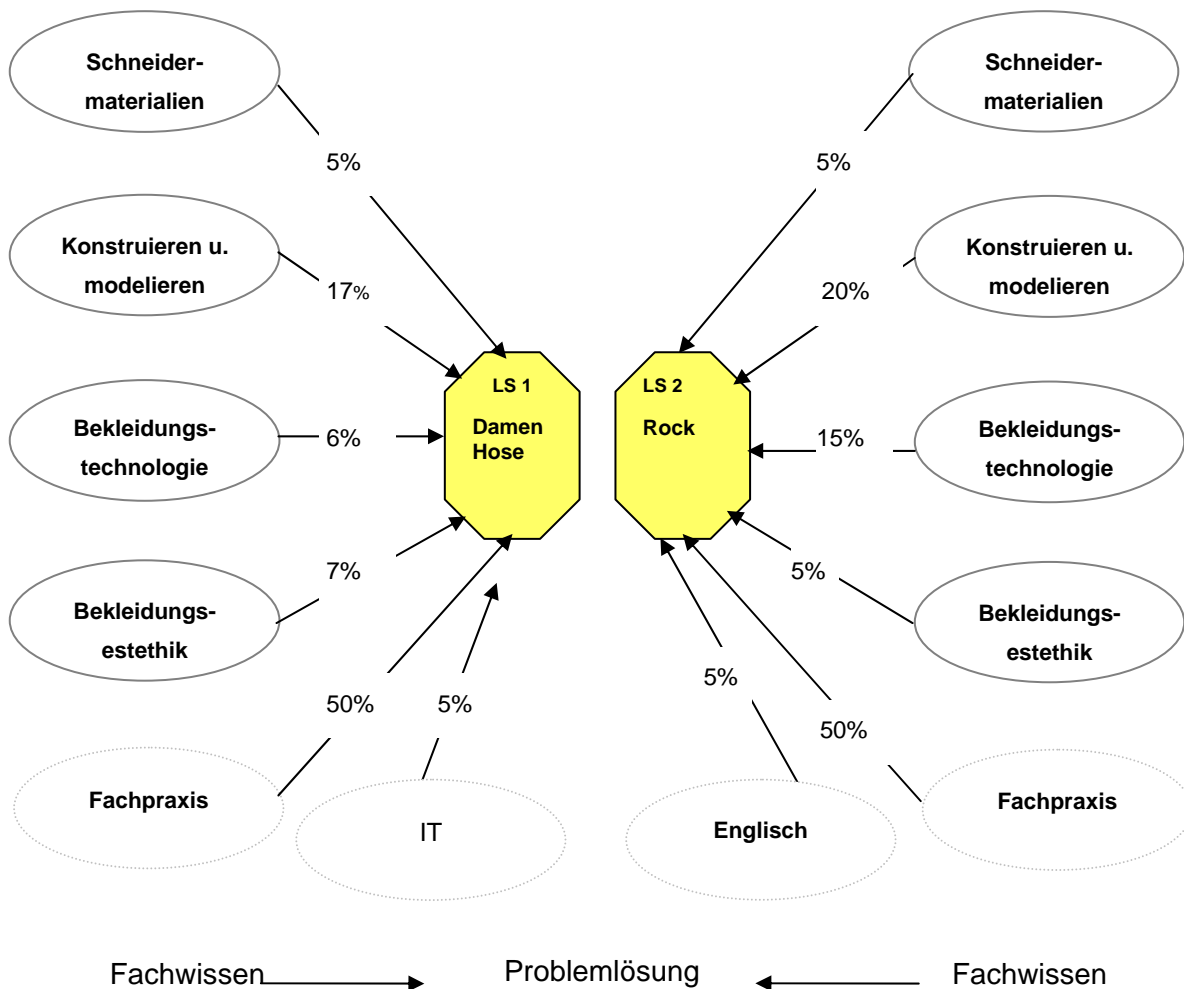 Schneider-
materialien
Schneider-
materialien
5%
5%
Konstruieren u.
modelieren
Konstruieren u.
modelieren
17%
20%
LS 1
Damen
Hose
LS 2
Rock
Bekleidungs-
technologie
6%
15%
Bekleidungs-
technologie
7%
5%
Bekleidungs-
estethik
Bekleidungs-
estethik
50%
5%
5%
50%
Fachpraxis
IT
Englisch
Fachpraxis
Fachwissen
Problemlösung
Fachwissen